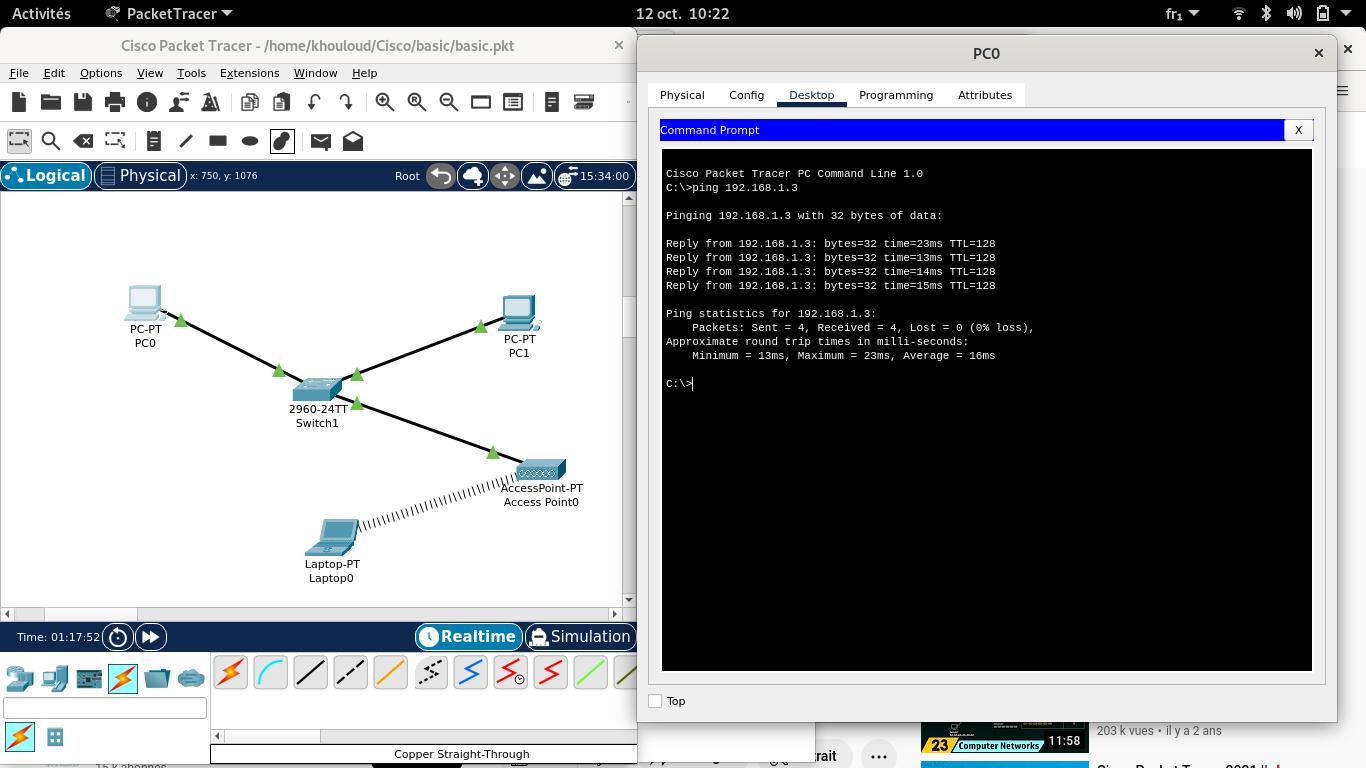 Activités
PacketTracer
12 oct. 10:22
fr₁
Cisco Packet Tracer - /home/khouloud/Cisco/basic/basic.pkt
File Edit Options View Tools Extensions Window Help
Logical
Physical
x: 750, y: 1076
Root
15:34:00
PC-PT
PC0
PC-PT
PC1
2960-24TT
Switch1
AccessPoint-PT
Access Point0
Laptop-PT
Laptop0
Time: 01:17:52
Realtime
Simulation
Copper Straight-Through
PC0
Physical Config Desktop Programming Attributes
Command Prompt
X
Cisco Packet Tracer PC Command Line 1.0
C:\>ping 192.168.1.3
Pinging 192.168.1.3 with 32 bytes of data:
Reply from 192.168.1.3: bytes=32 time=23ms TTL=128
Reply from 192.168.1.3: bytes=32 time=13ms TTL=128
Reply from 192.168.1.3: bytes=32 time=14ms TTL=128
Reply from 192.168.1.3: bytes=32 time=15ms TTL=128
Ping statistics for 192.168.1.3:
Packets: Sent = 4, Received = 4, Lost = 0 (0% loss),
Approximate round trip times in milli-seconds:
Minimum = 13ms, Maximum = 23ms, Average = 16ms
C:\>
Top
23 Computer Networks
11:58
203 k vues • il y a 2 ans